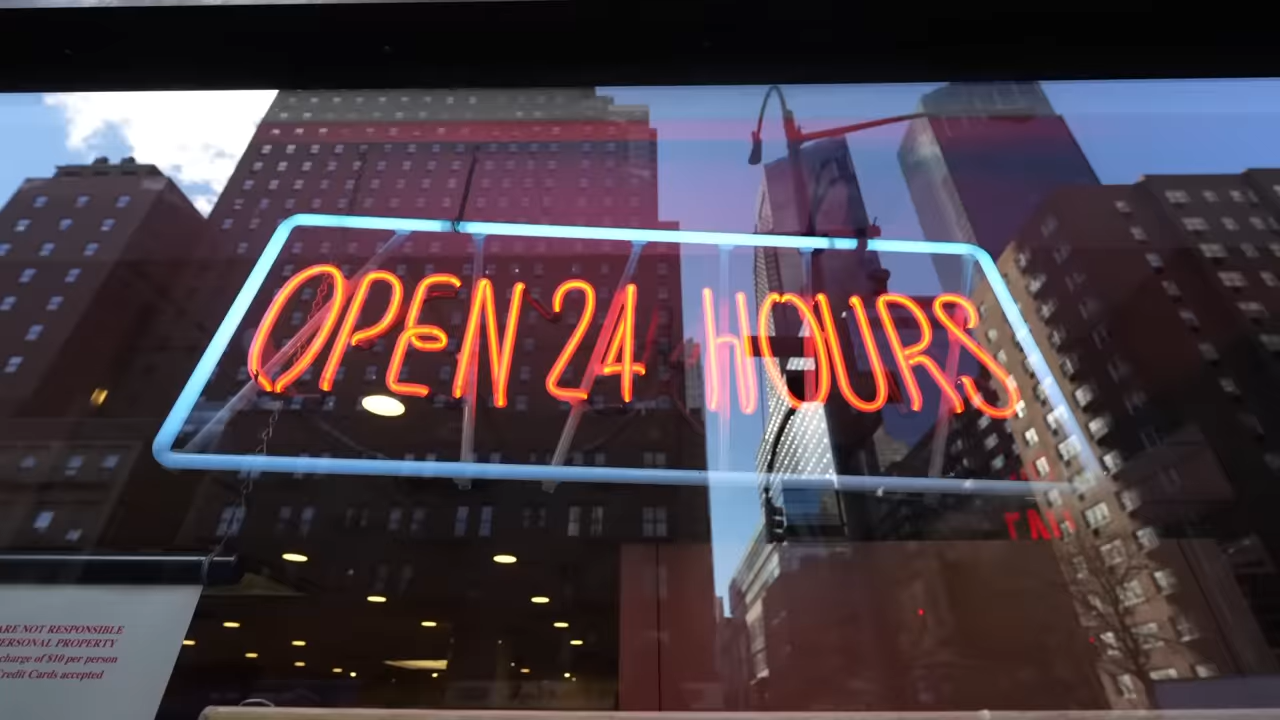 OPEN 24 HOURS
ARE NOT RESPONSIBLE
PERSONAL PROPERTY
charge of $10 per person
Credit Cards accepted